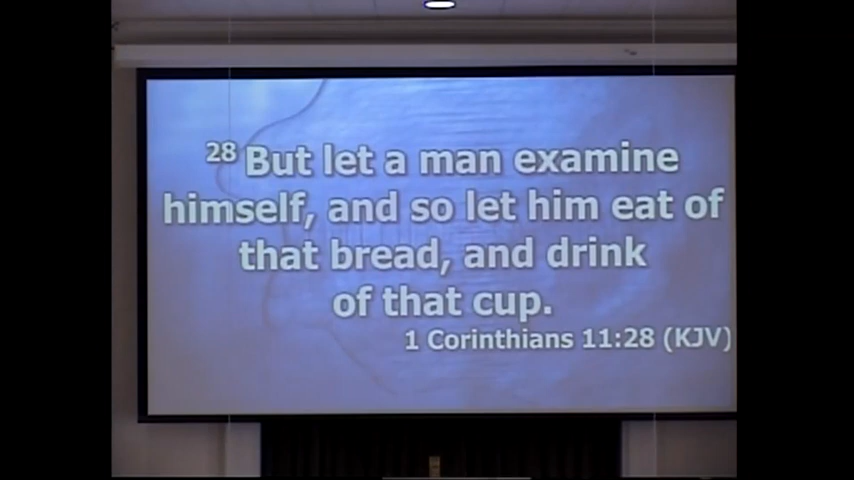 28 But let a man examine
himself, and so let him eat of
that bread, and drink
of that cup.
1 Corinthians 11:28 (KJV)